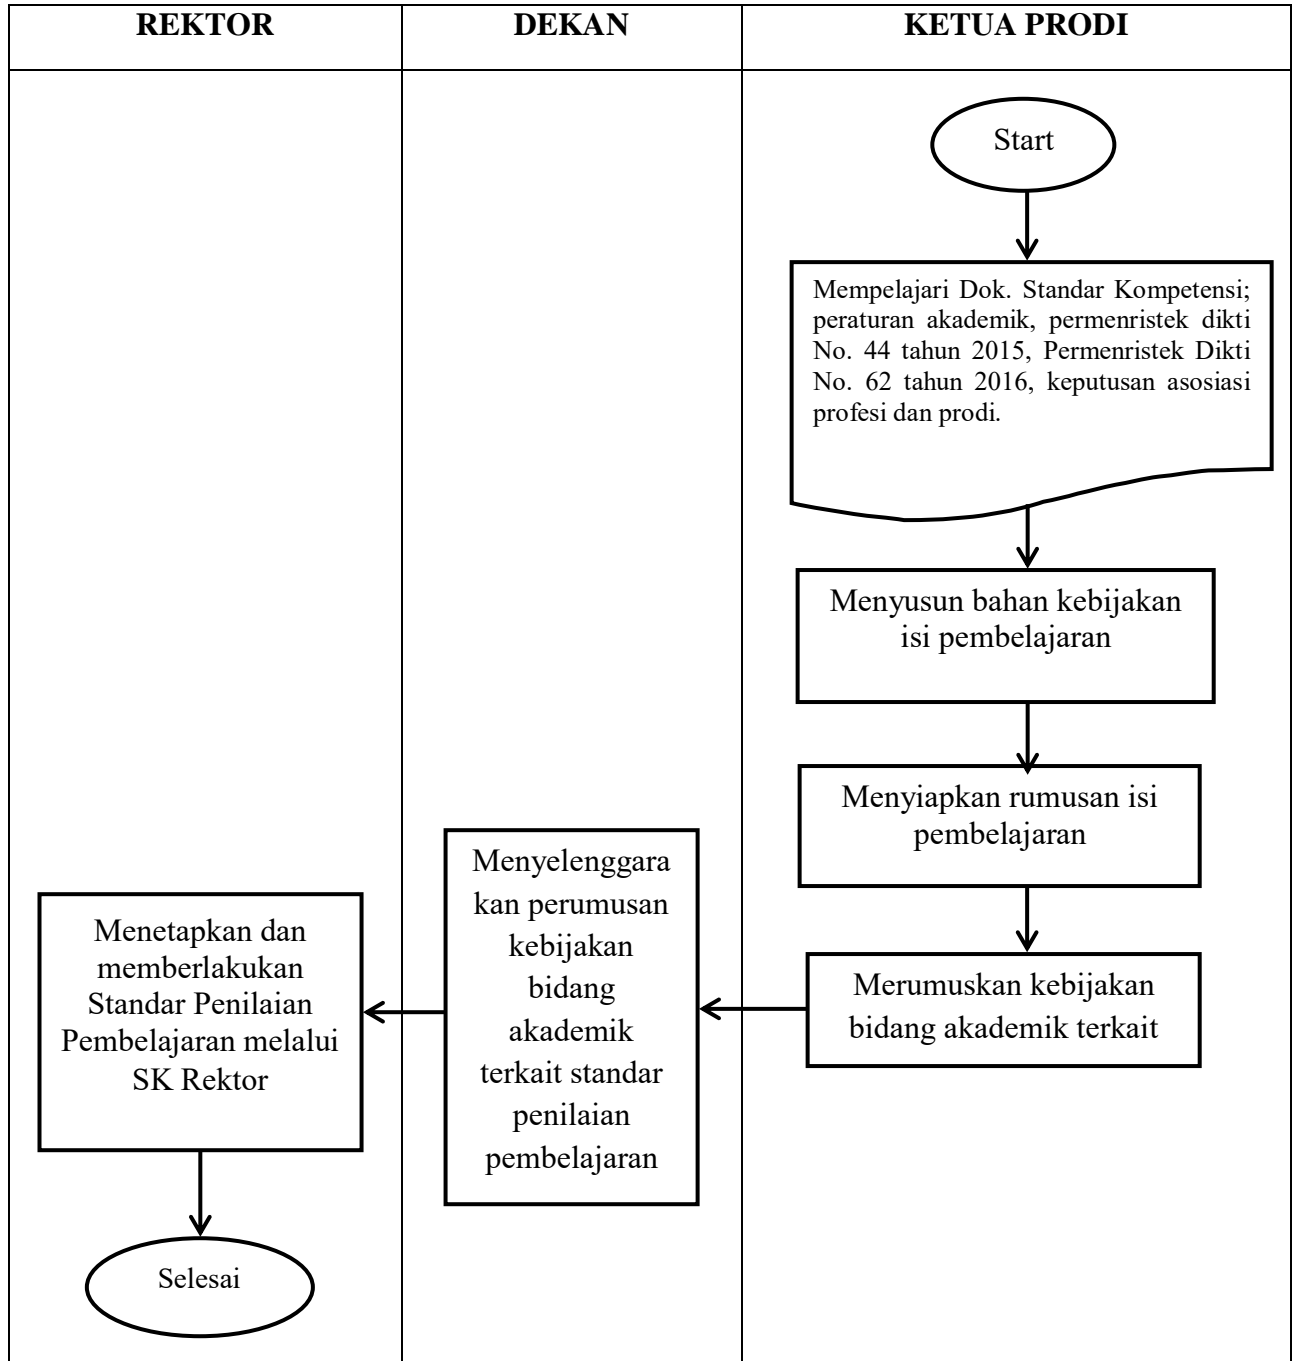 REKTOR
DEKAN
KETUA PRODI
Start
Mempelajari Dok. Standar Kompetensi;
peraturan akademik, permenristek dikti
No. 44 tahun 2015, Permenristek Dikti
No. 62 tahun 2016, keputusan asosiasi
profesi dan prodi.
Menyusun bahan kebijakan
isi pembelajaran
Menyiapkan rumusan isi
pembelajaran
Merumuskan kebijakan
bidang akademik terkait
Menyelenggara
kan perumusan
kebijakan
bidang
akademik
terkait standar
penilaian
pembelajaran
Menetapkan dan
memberlakukan
Standar Penilaian
Pembelajaran melalui
SK Rektor
Selesai